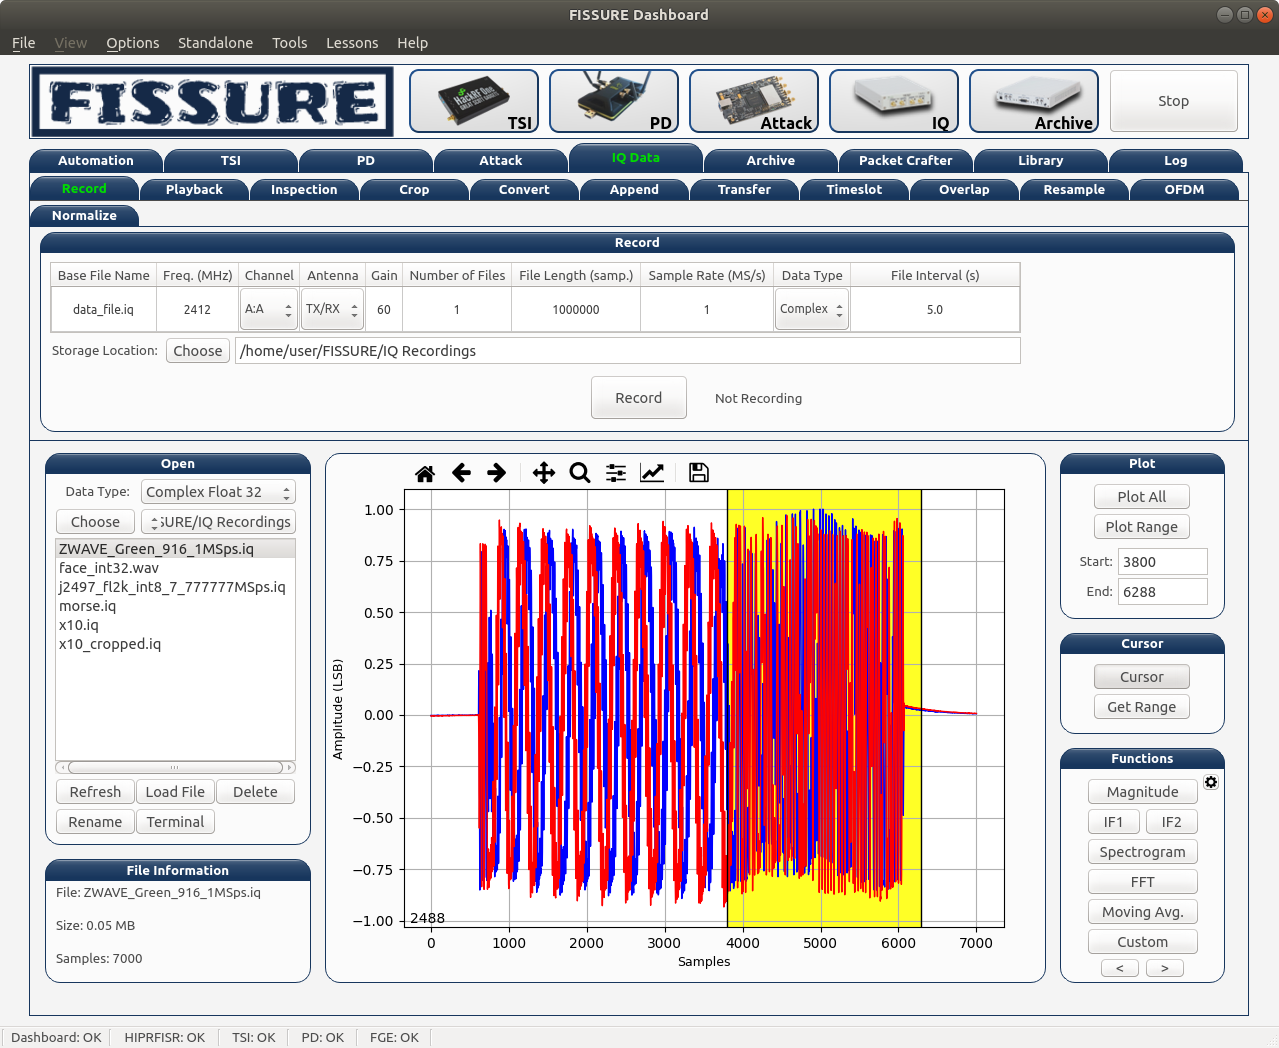 FISSURE Dashboard
File View Options Standalone Tools Lessons Help
FISSURE
HackRF One
TSI
PD
Attack
IQ
Archive
Stop
Automation TSI PD Attack IQ Data Archive Packet Crafter Library Log
Record Playback Inspection Crop Convert Append Transfer Timeslot Overlap Resample OFDM
Normalize
Record
Base File Name Freq. (MHz) Channel Antenna Gain Number of Files File Length (samp.) Sample Rate (MS/s) Data Type File Interval (s)
data_file.iq 2412 A:A TX/RX 60 1 1000000 1 Complex 5.0
Storage Location: Choose /home/user/FISSURE/IQ Recordings
Record Not Recording
Open
Data Type: Complex Float 32
Choose SURE/IQ Recordings
ZWAVE_Green_916_1MSps.iq
face_int32.wav
j2497_fl2k_int8_7_777777MSps.iq
morse.iq
x10.iq
x10_cropped.iq
Refresh Load File Delete
Rename Terminal
File Information
File: ZWAVE_Green_916_1MSps.iq
Size: 0.05 MB
Samples: 7000
Amplitude (LSB)
1.00
0.75
0.50
0.25
0.00
−0.25
−0.50
−0.75
−1.00
2488
0 1000 2000 3000 4000 5000 6000 7000
Samples
Plot
Plot All
Plot Range
Start: 3800
End: 6288
Cursor
Cursor
Get Range
Functions
Magnitude
IF1 IF2
Spectrogram
FFT
Moving Avg.
Custom
< >
Dashboard: OK HIPRFISR: OK TSI: OK PD: OK FGE: OK